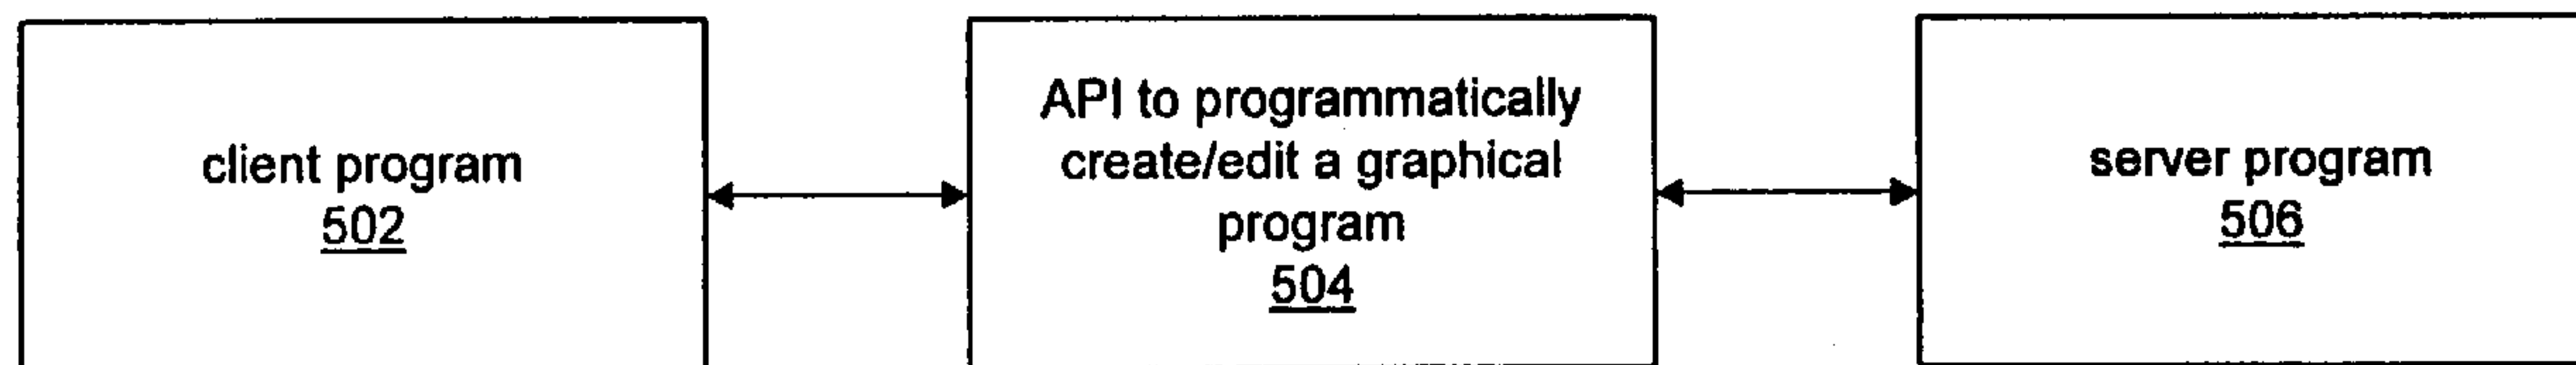 client program
502
API to programmatically
create/edit a graphical
program
504
server program
506